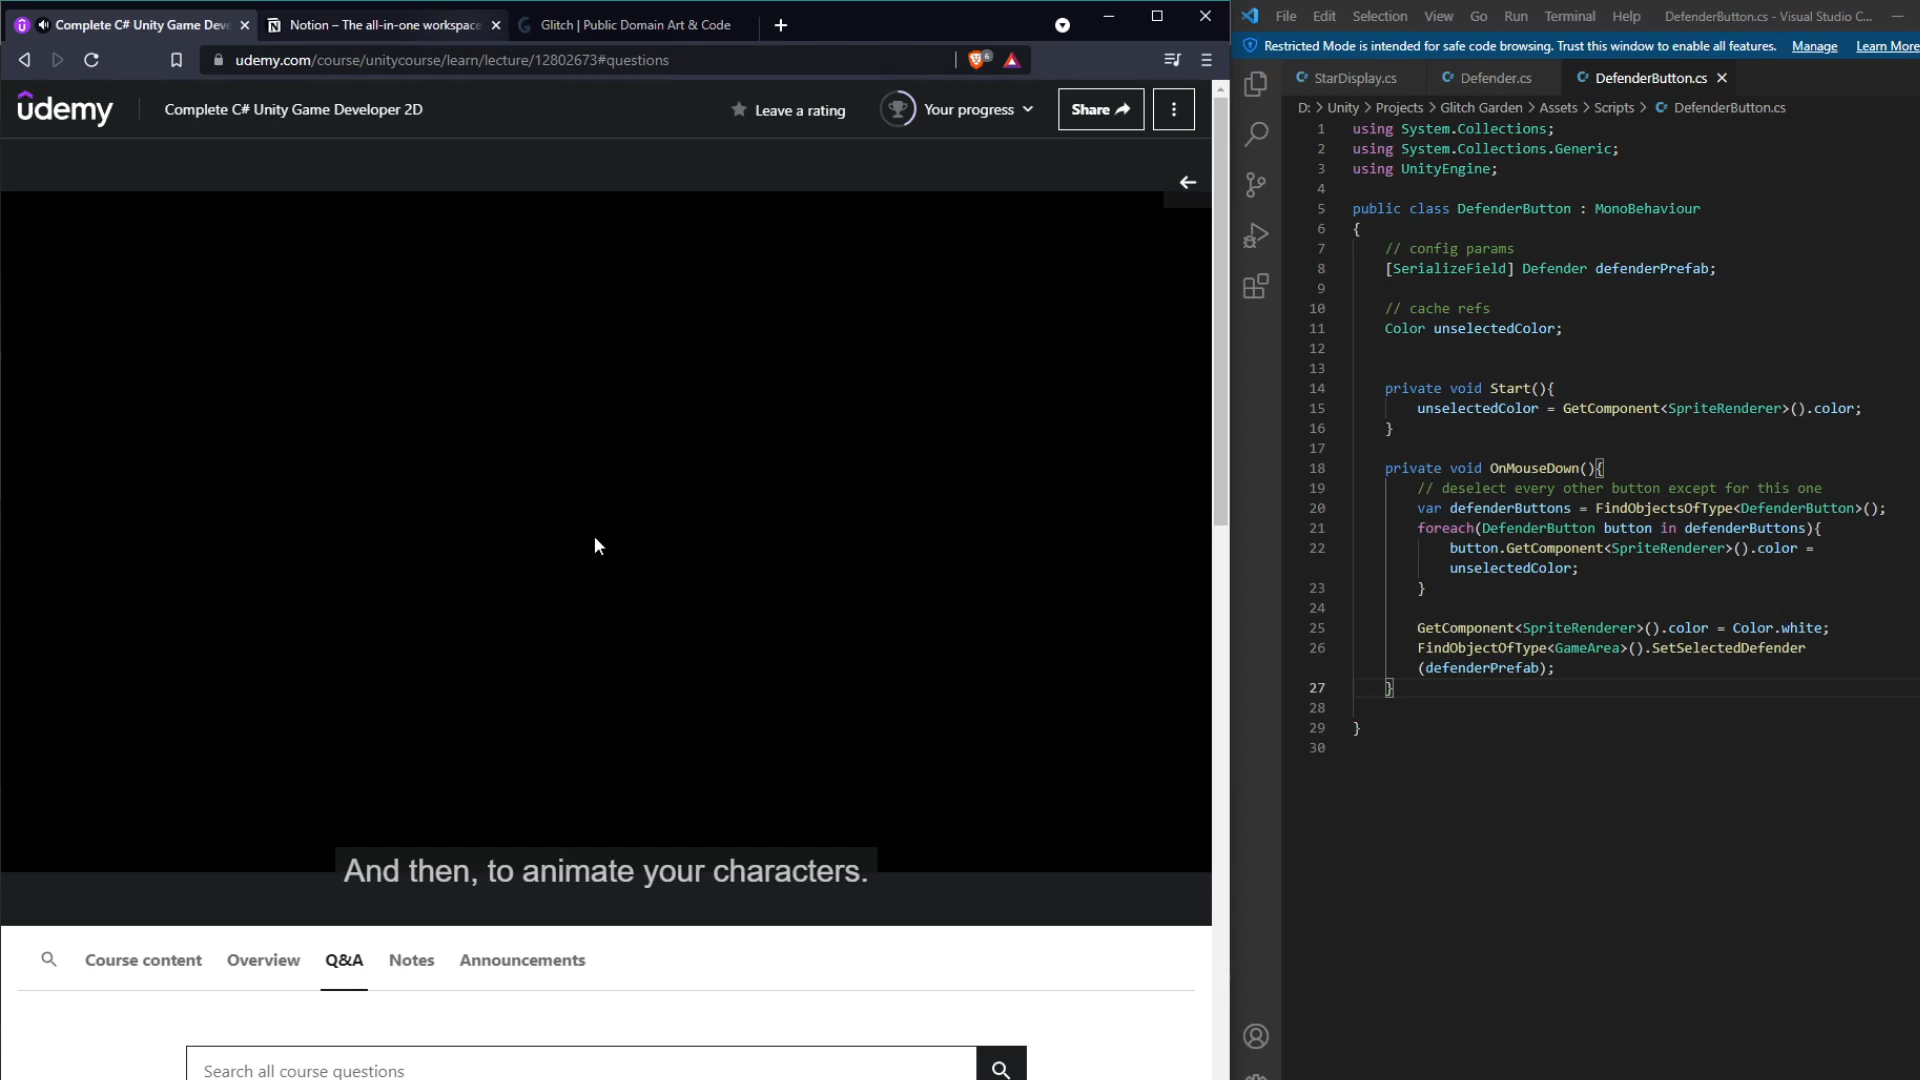 Complete C# Unity Game Deve
Notion – The all-in-one workspace
Glitch | Public Domain Art & Code
udemy.com/course/unitycourse/learn/lecture/12802673#questions
6
udemy
Complete C# Unity Game Developer 2D
Leave a rating
Your progress
Share
And then, to animate your characters.
Course content
Overview
Q&A
Notes
Announcements
Search all course questions
File Edit Selection View Go Run Terminal Help
DefenderButton.cs - Visual Studio C...
Restricted Mode is intended for safe code browsing. Trust this window to enable all features.
Manage
Learn More
StarDisplay.cs
Defender.cs
DefenderButton.cs
D: > Unity > Projects > Glitch Garden > Assets > Scripts > DefenderButton.cs
1 using System.Collections;
2 using System.Collections.Generic;
3 using UnityEngine;
4
5 public class DefenderButton : MonoBehaviour
6 {
7 // config params
8 [SerializeField] Defender defenderPrefab;
9
10 // cache refs
11 Color unselectedColor;
12
13
14 private void Start(){
15 unselectedColor = GetComponent<SpriteRenderer>().color;
16 }
17
18 private void OnMouseDown(){
19 // deselect every other button except for this one
20 var defenderButtons = FindObjectsOfType<DefenderButton>();
21 foreach(DefenderButton button in defenderButtons){
22 button.GetComponent<SpriteRenderer>().color =
unselectedColor;
23 }
24
25 GetComponent<SpriteRenderer>().color = Color.white;
26 FindObjectOfType<GameArea>().SetSelectedDefender
(defenderPrefab);
27 }
28
29 }
30